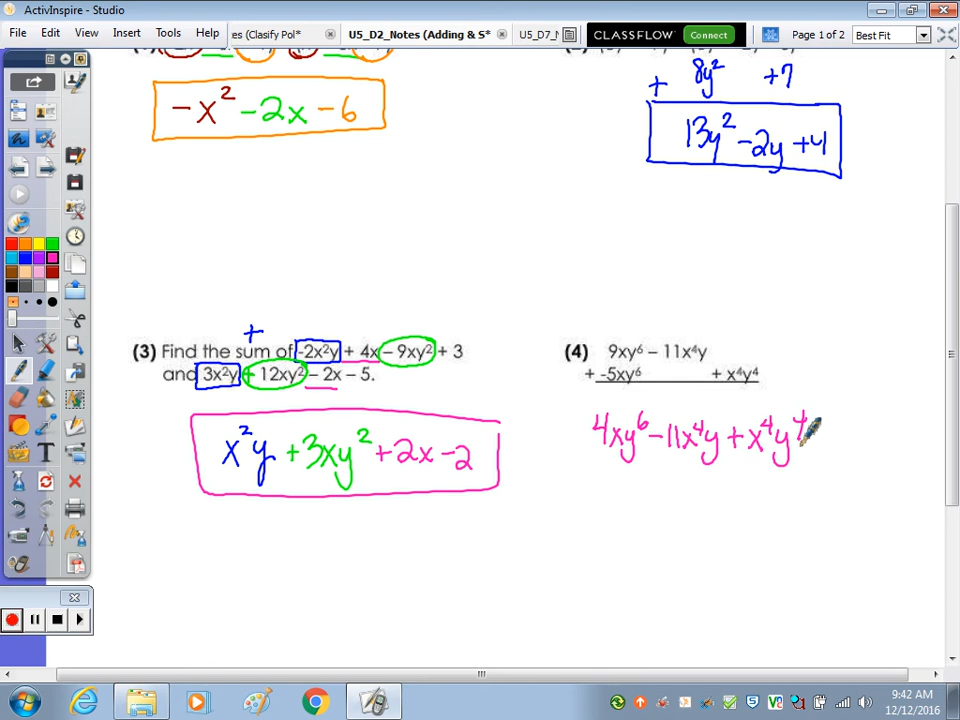 ActivInspire - Studio
File Edit View Insert Tools Help
es (Clasify Pol*
U5_D2_Notes (Adding & S*
U5_D7_N
CLASSFLOW Connect
Page 1 of 2 Best Fit
-x² -2x -6
+ 8y² +7
13y² -2y +4
+
(3) Find the sum of -2x²y + 4x – 9xy² + 3
and 3x²y + 12xy² – 2x – 5.
x²y +3xy² +2x -2
(4) 9xy⁶ – 11x⁴y
+ -5xy⁶ + x⁴y⁴
4xy⁶ -11x⁴y + x⁴y⁴
9:42 AM
12/12/2016